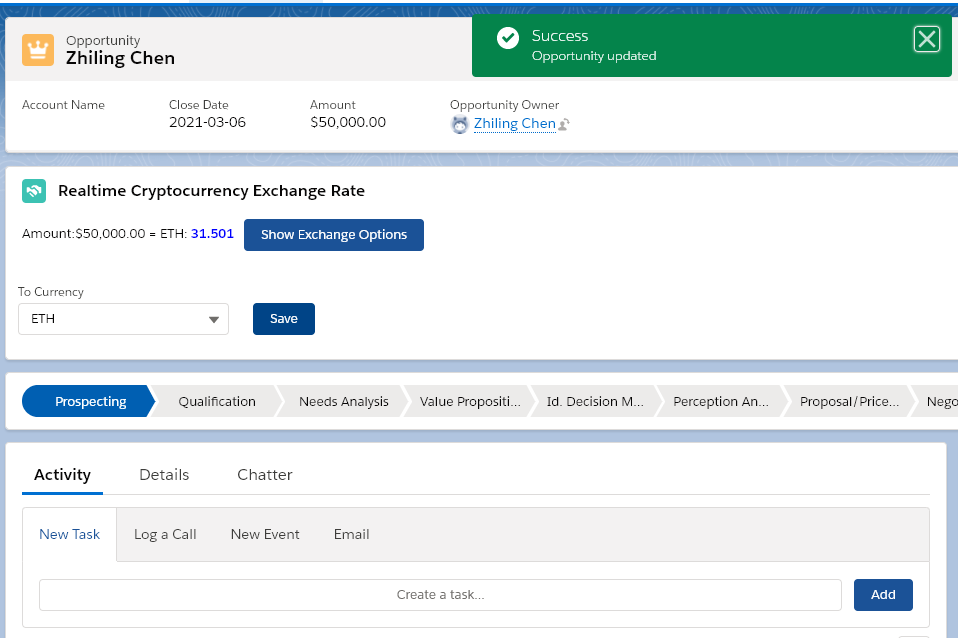 Opportunity
Zhiling Chen
Success
Opportunity updated
Account Name
Close Date
2021-03-06
Amount
$50,000.00
Opportunity Owner
Zhiling Chen
Realtime Cryptocurrency Exchange Rate
Amount:$50,000.00 = ETH: 31.501 Show Exchange Options
To Currency
ETH Save
Prospecting Qualification Needs Analysis Value Propositi... Id. Decision M... Perception An... Proposal/Price... Nego
Activity Details Chatter
New Task Log a Call New Event Email
Create a task... Add